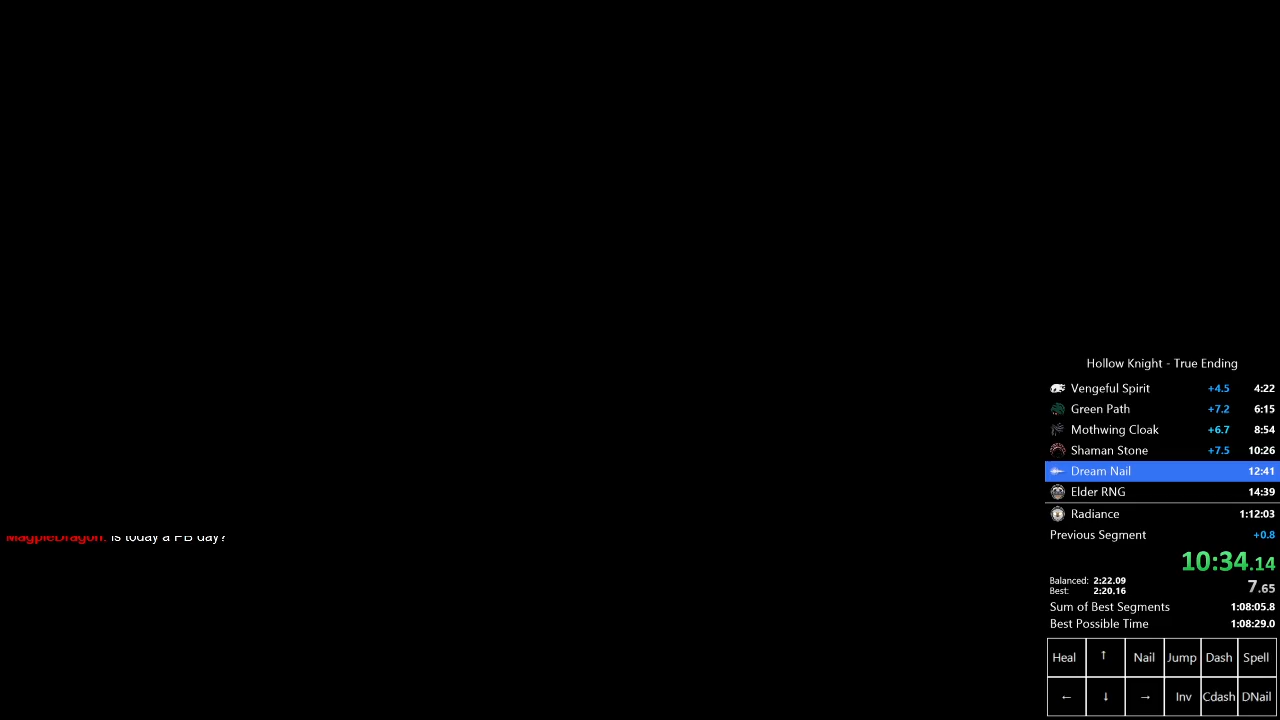 Hollow Knight - True Ending
Vengeful Spirit +4.5 4:22
Green Path +7.2 6:15
Mothwing Cloak +6.7 8:54
Shaman Stone +7.5 10:26
Dream Nail 12:41
Elder RNG 14:39
Radiance 1:12:03
Previous Segment +0.8
MagpieDragon: is today a PB day?
10:34.14
Balanced: 2:22.09
Best: 2:20.16
7.65
Sum of Best Segments 1:08:05.8
Best Possible Time 1:08:29.0
Heal ↑ Nail Jump Dash Spell
← ↓ → Inv Cdash DNail